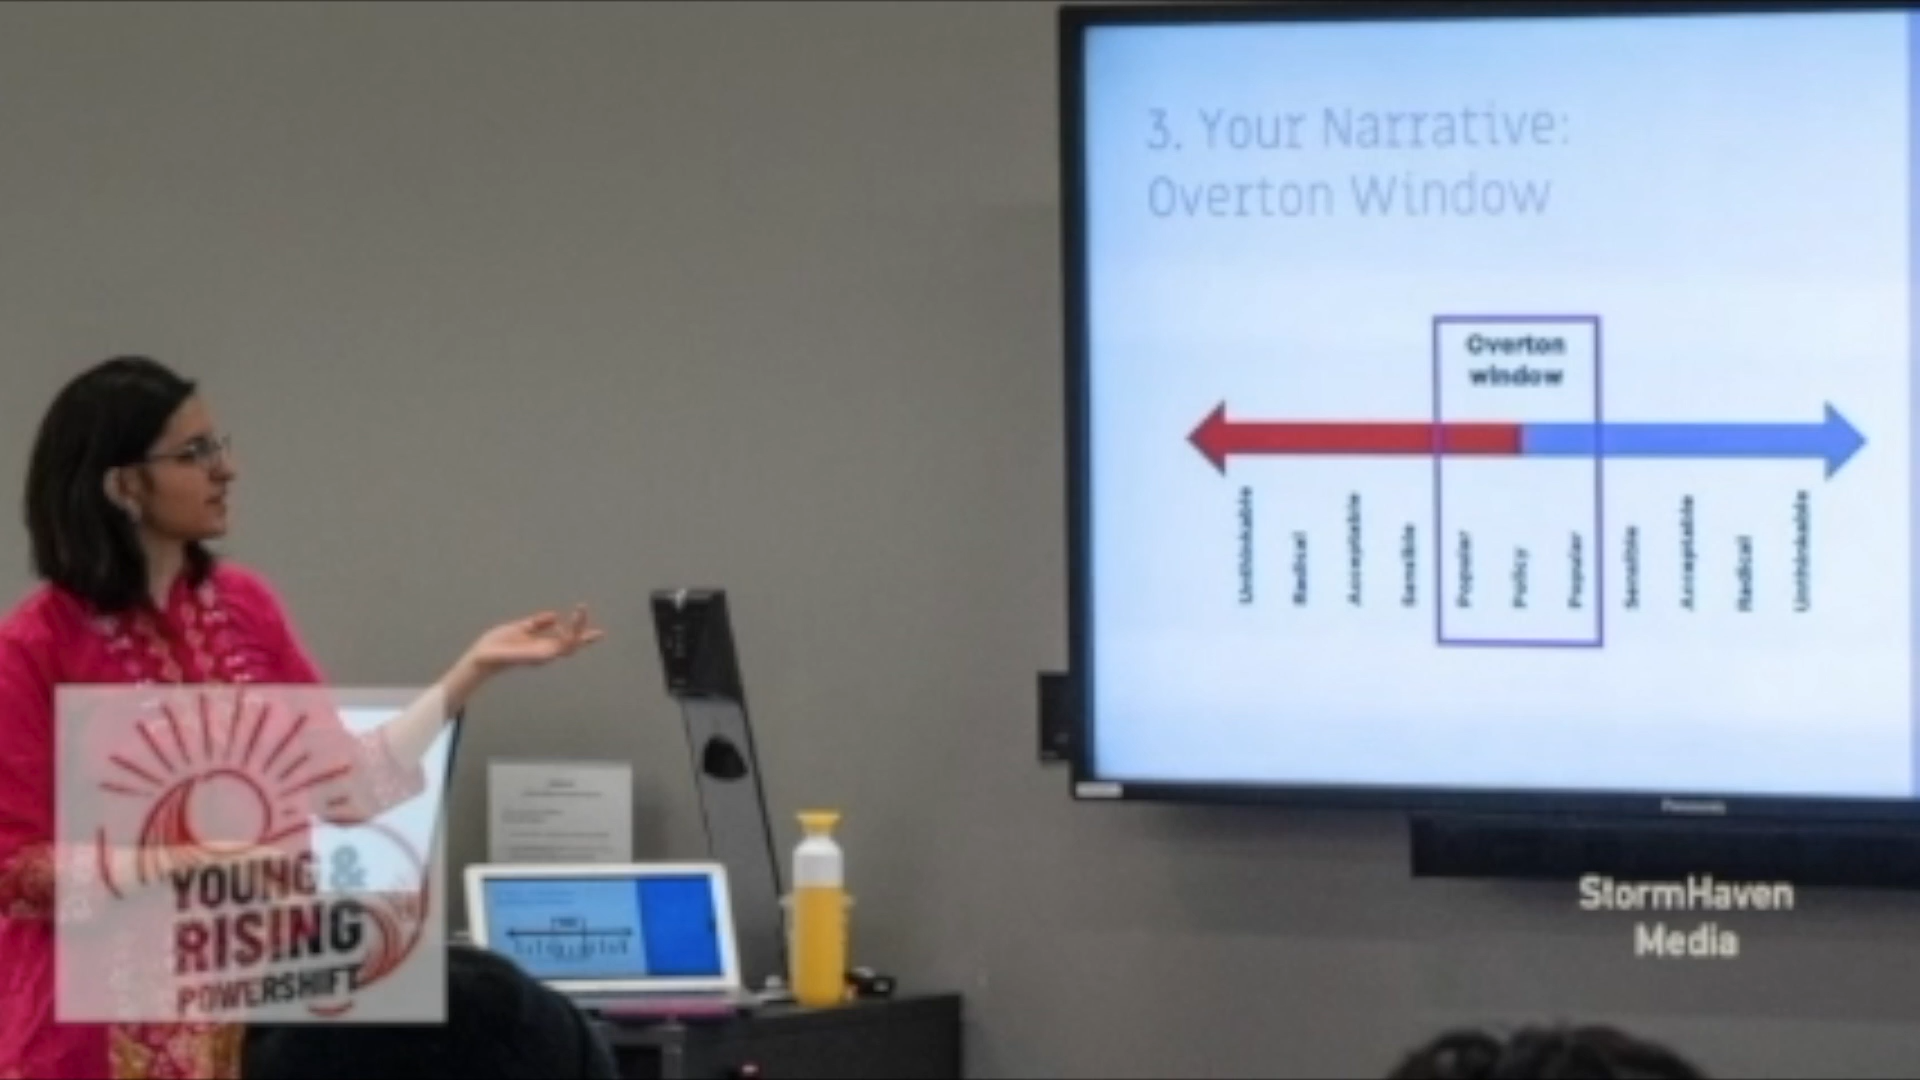 3. Your Narrative:
Overton Window
Overton
window
Unthinkable
Radical
Acceptable
Sensible
Popular
Policy
Popular
Sensible
Acceptable
Radical
Unthinkable
Panasonic
YOUNG &
RISING
POWERSHIFT
StormHaven
Media